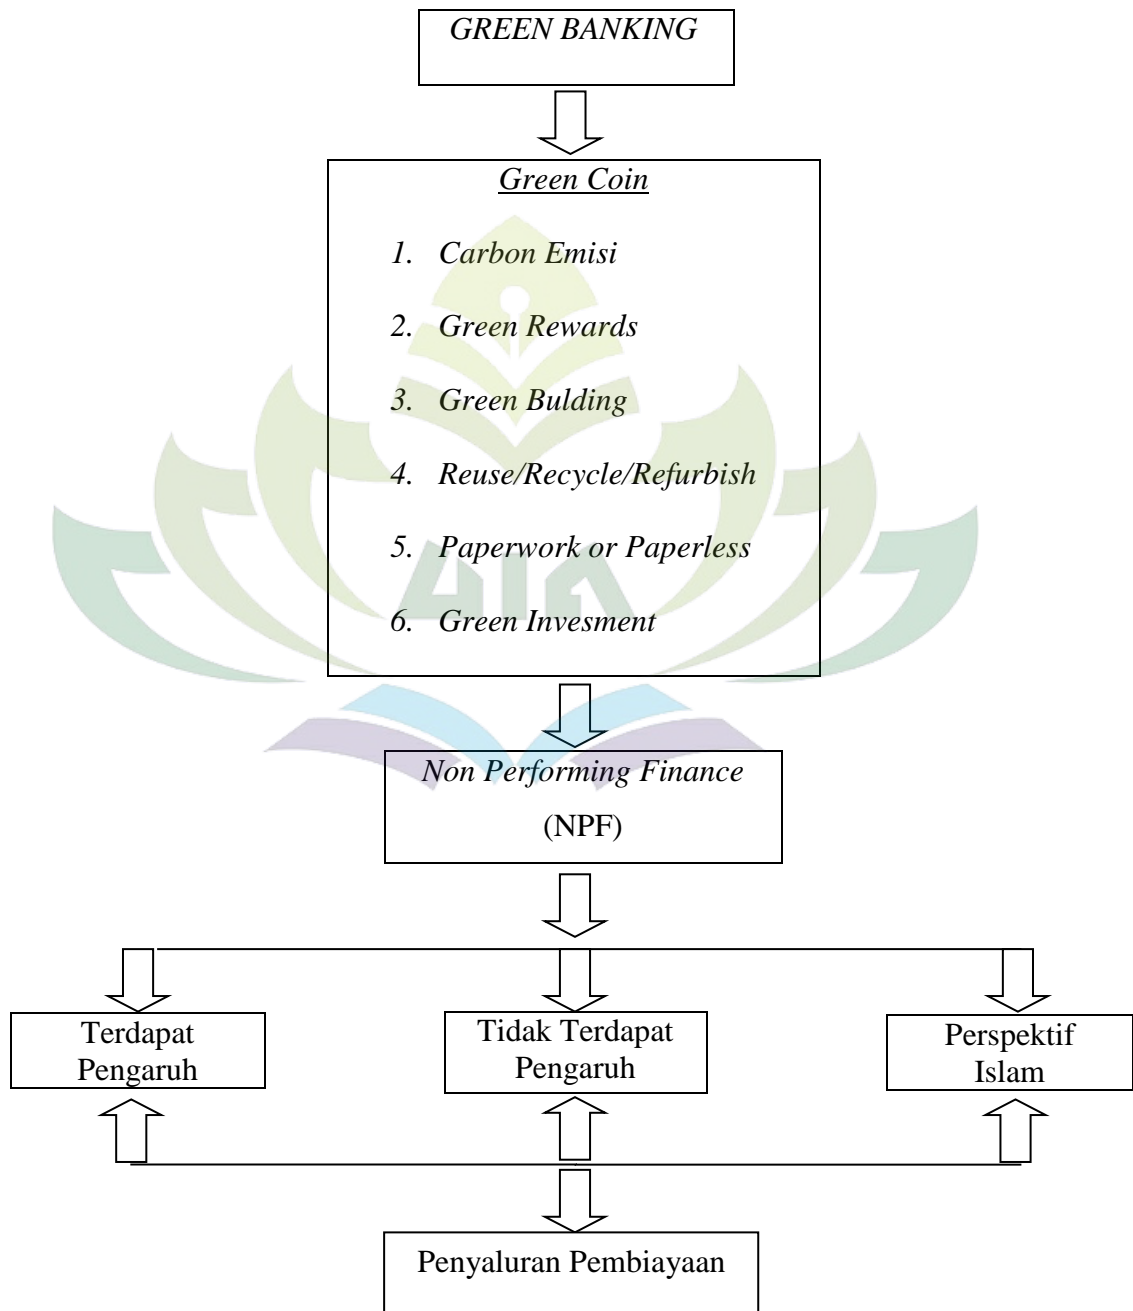 GREEN BANKING
Green Coin
1. Carbon Emisi
2. Green Rewards
3. Green Bulding
4. Reuse/Recycle/Refurbish
5. Paperwork or Paperless
6. Green Invesment
Non Performing Finance
(NPF)
Terdapat
Pengaruh
Tidak Terdapat
Pengaruh
Perspektif
Islam
Penyaluran Pembiayaan